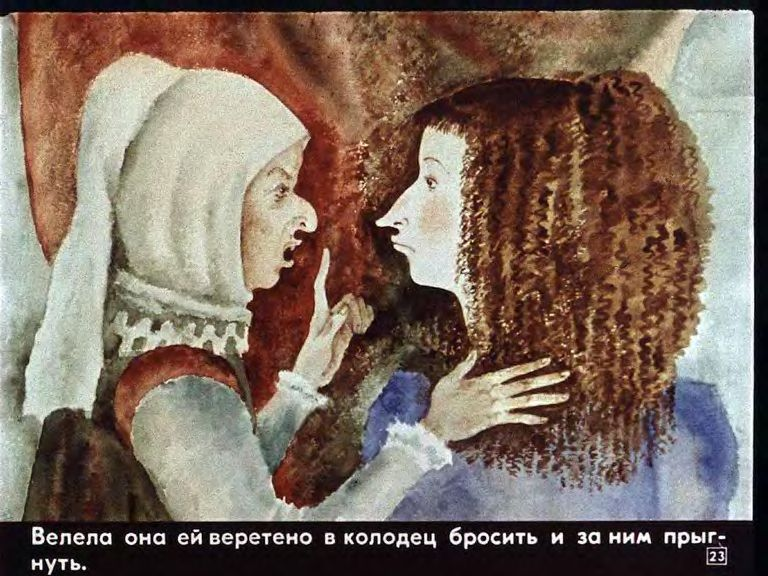 Велела она ей веретено в колодец бросить и за ним прыг-
нуть.
23